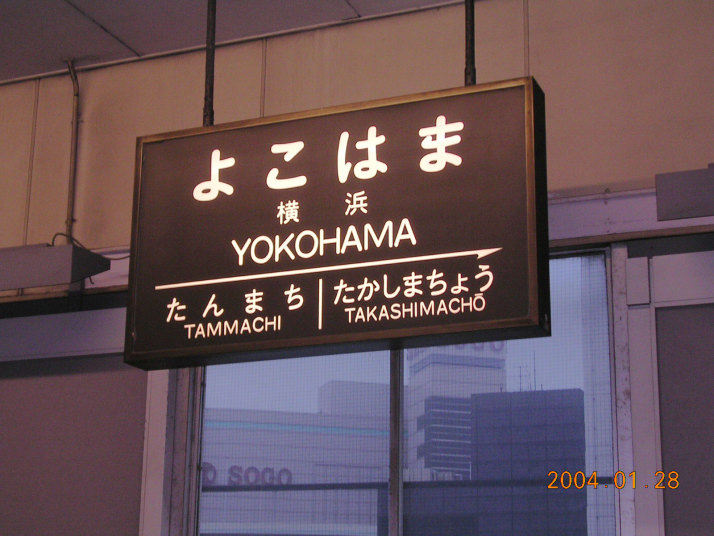 よこはま
横浜
YOKOHAMA
たんまち たかしまちょう
TAMMACHI TAKASHIMACHŌ
SOGO
2004.01.28